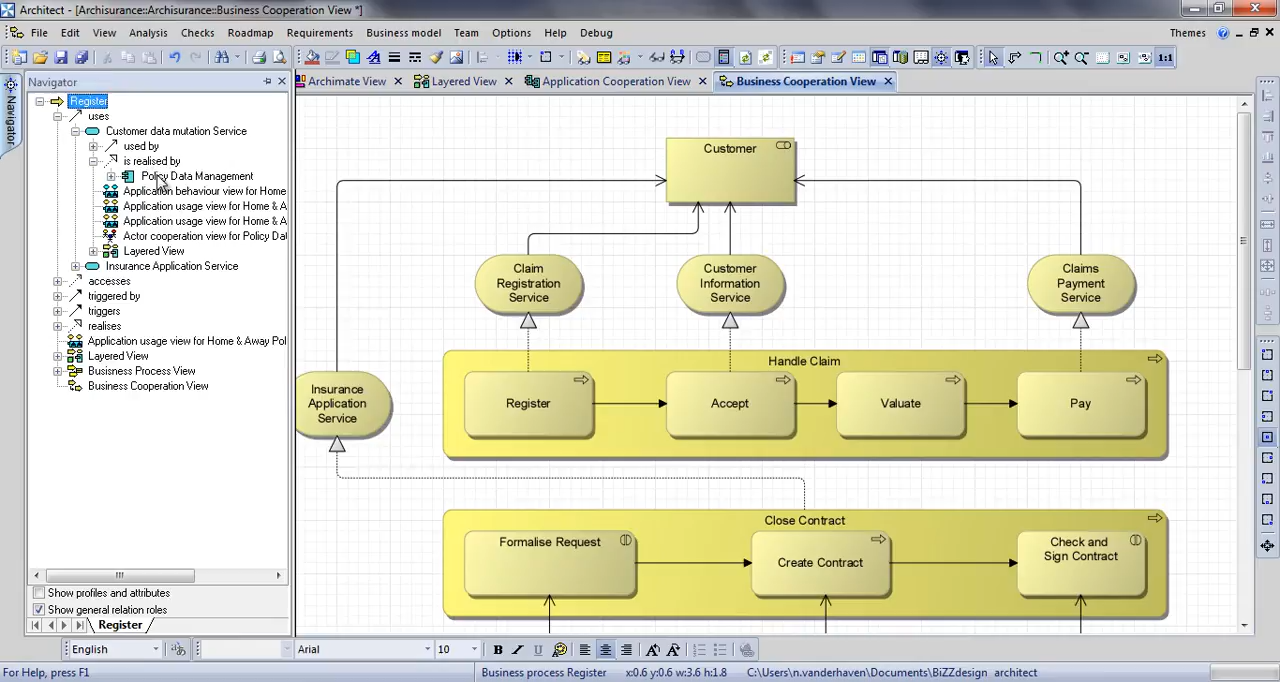 Architect - [Archisurance::Archisurance::Business Cooperation View *]
File Edit View Analysis Checks Roadmap Requirements Business model Team Options Help Debug Themes
1:1
Navigator
Navigator
Archimate View
Layered View
Application Cooperation View
Business Cooperation View
Register
uses
Customer data mutation Service
used by
is realised by
Policy Data Management
Application behaviour view for Home
Application usage view for Home & A
Application usage view for Home & A
Actor cooperation view for Policy Da
Layered View
Insurance Application Service
accesses
triggered by
triggers
realises
Application usage view for Home & Away Pol
Layered View
Business Process View
Business Cooperation View
Show profiles and attributes
Show general relation roles
Register
Customer
Claim
Registration
Service
Customer
Information
Service
Claims
Payment
Service
Insurance
Application
Service
Handle Claim
Register
Accept
Valuate
Pay
Close Contract
Formalise Request
Create Contract
Check and
Sign Contract
English
Arial
10
B I U
For Help, press F1
Business process Register
x:0.6 y:0.6 w:3.6 h:1.8
C:\Users\n.vanderhaven\Documents\BiZZdesign architect